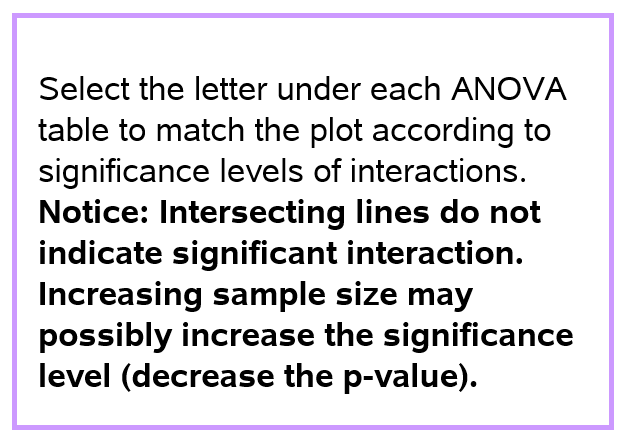 Select the letter under each ANOVA
table to match the plot according to
significance levels of interactions.
Notice: Intersecting lines do not
indicate significant interaction.
Increasing sample size may
possibly increase the significance
level (decrease the p-value).